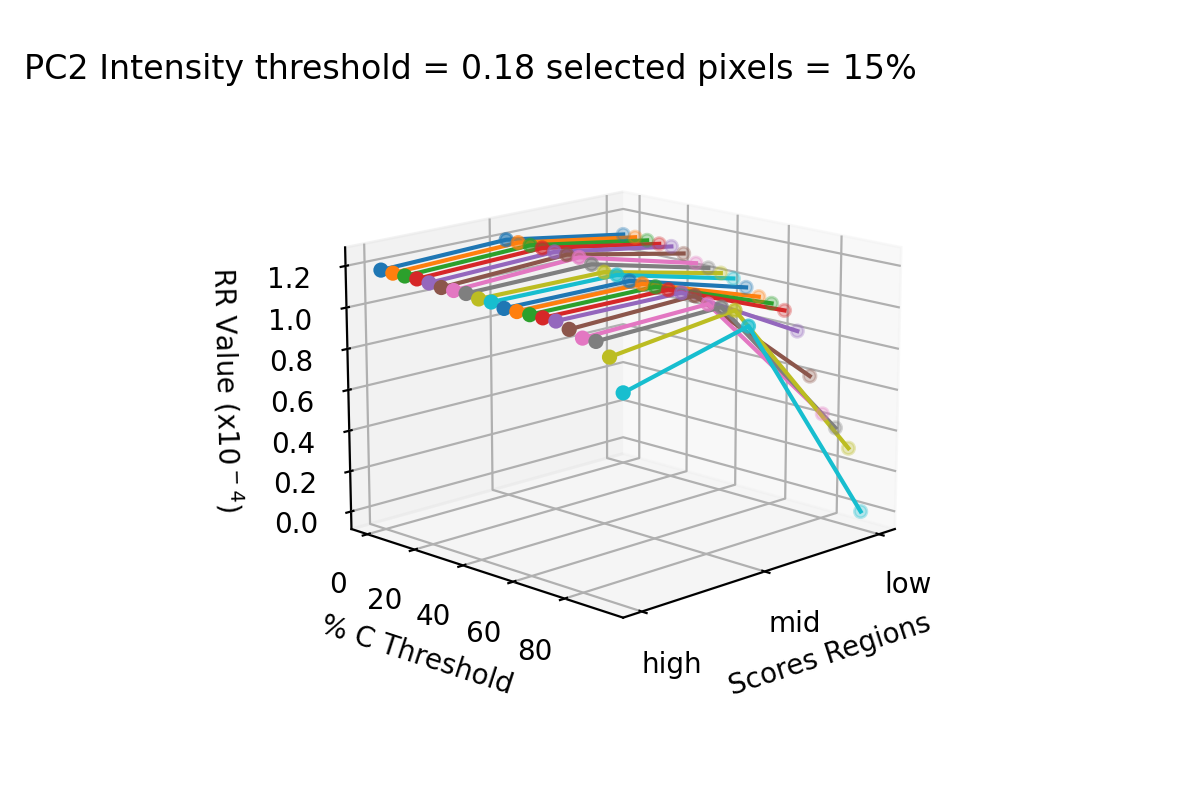 PC2 Intensity threshold = 0.18 selected pixels = 15%
RR Value (x10⁻⁴)
1.2
1.0
0.8
0.6
0.4
0.2
0.0
0
20
40
60
80
% C Threshold
high
mid
low
Scores Regions